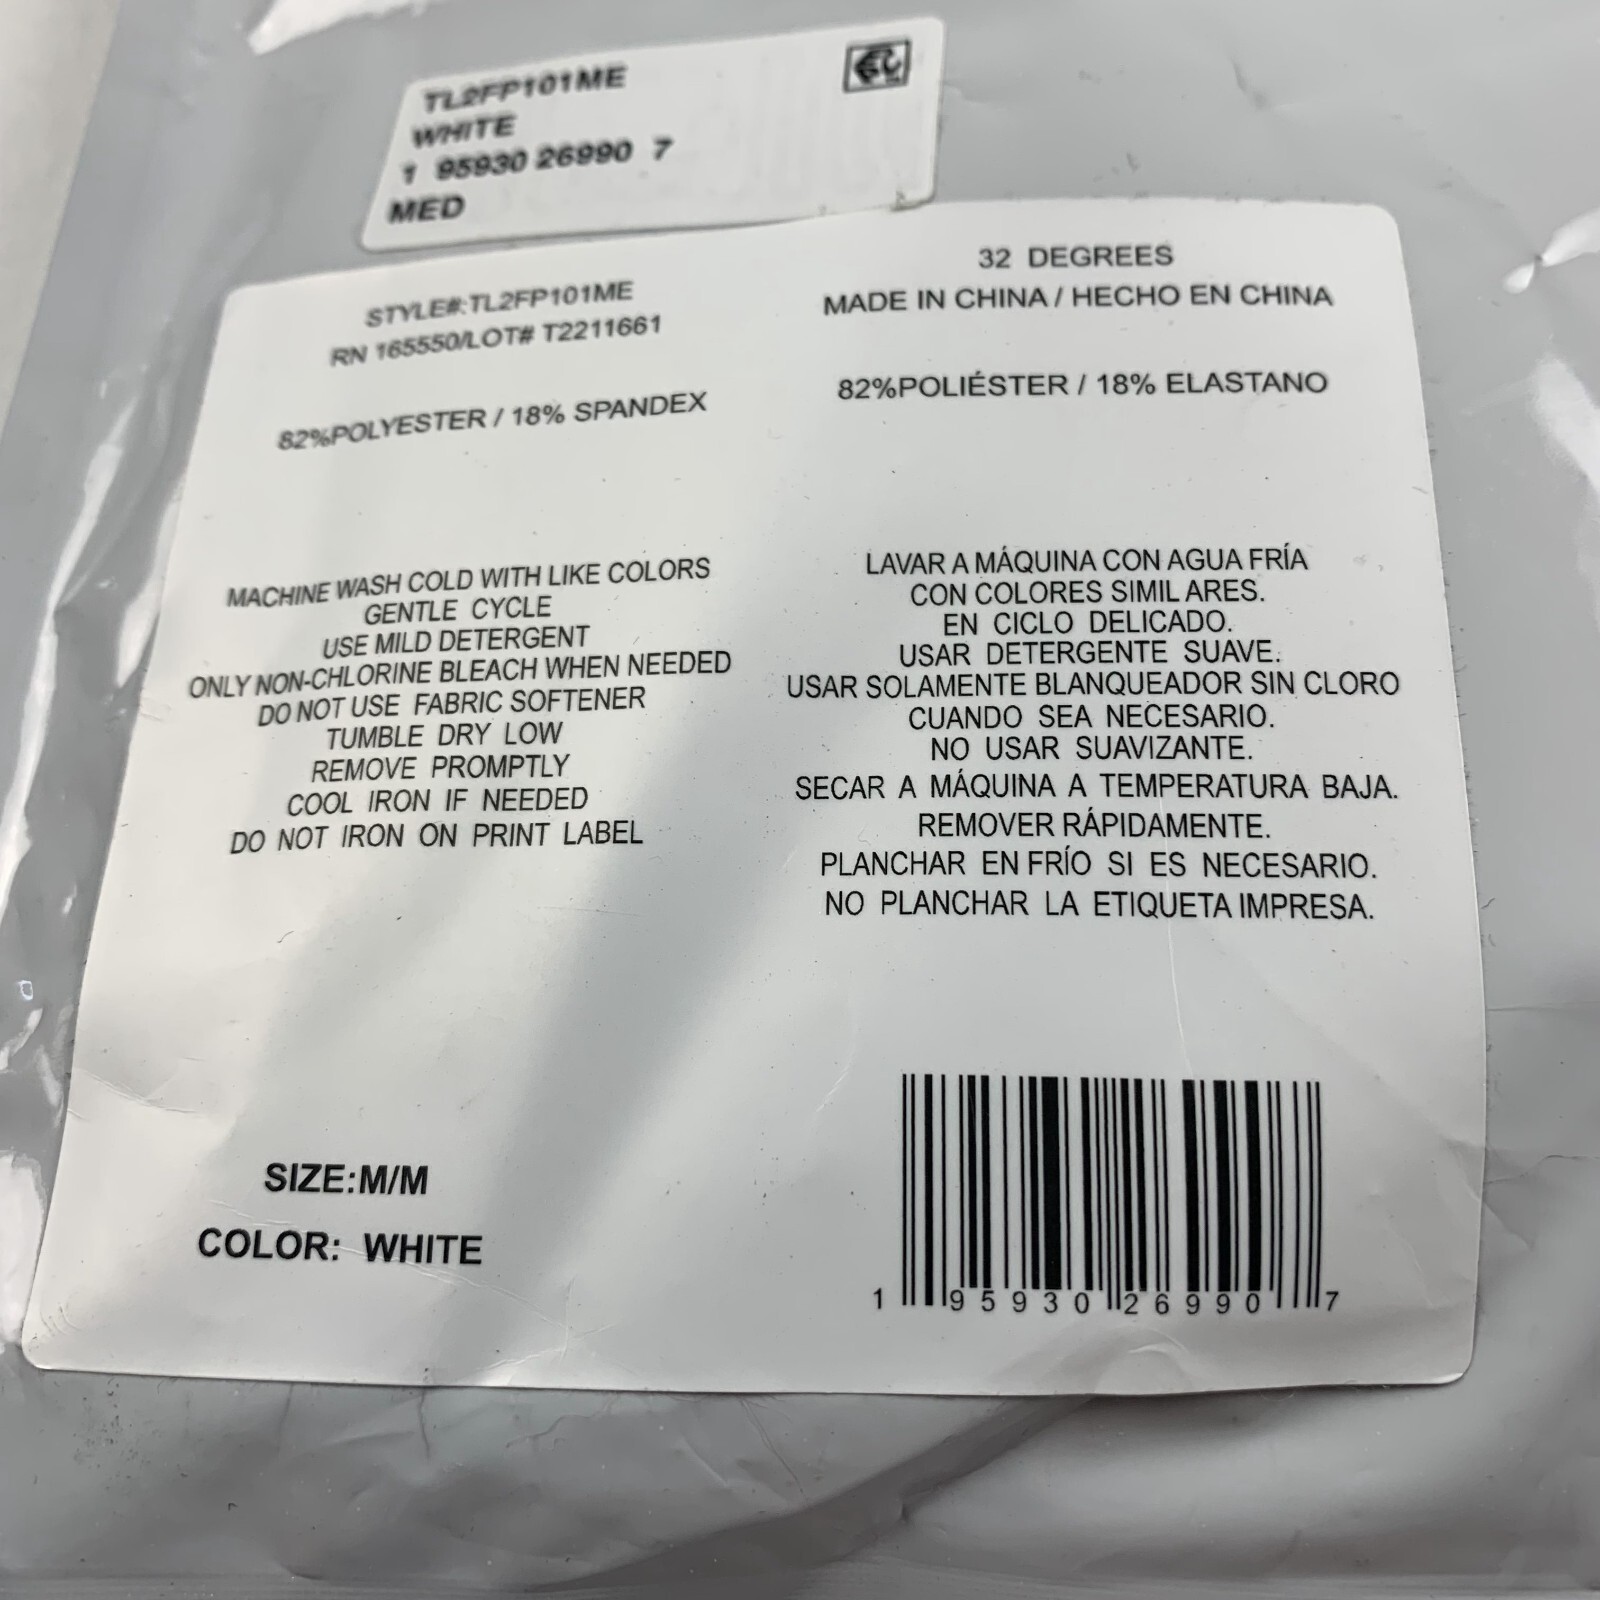 TL2FP101ME
WHITE
1 95930 26990 7
MED
STYLE#:TL2FP101ME
RN 165550/LOT# T2211661
82%POLYESTER / 18% SPANDEX
MACHINE WASH COLD WITH LIKE COLORS
GENTLE CYCLE
USE MILD DETERGENT
ONLY NON-CHLORINE BLEACH WHEN NEEDED
DO NOT USE FABRIC SOFTENER
TUMBLE DRY LOW
REMOVE PROMPTLY
COOL IRON IF NEEDED
DO NOT IRON ON PRINT LABEL
SIZE:M/M
COLOR: WHITE
32 DEGREES
MADE IN CHINA / HECHO EN CHINA
82%POLIÉSTER / 18% ELASTANO
LAVAR A MÁQUINA CON AGUA FRÍA
CON COLORES SIMIL ARES.
EN CICLO DELICADO.
USAR DETERGENTE SUAVE.
USAR SOLAMENTE BLANQUEADOR SIN CLORO
CUANDO SEA NECESARIO.
NO USAR SUAVIZANTE.
SECAR A MÁQUINA A TEMPERATURA BAJA.
REMOVER RÁPIDAMENTE.
PLANCHAR EN FRÍO SI ES NECESARIO.
NO PLANCHAR LA ETIQUETA IMPRESA.
1 95930 26990 7